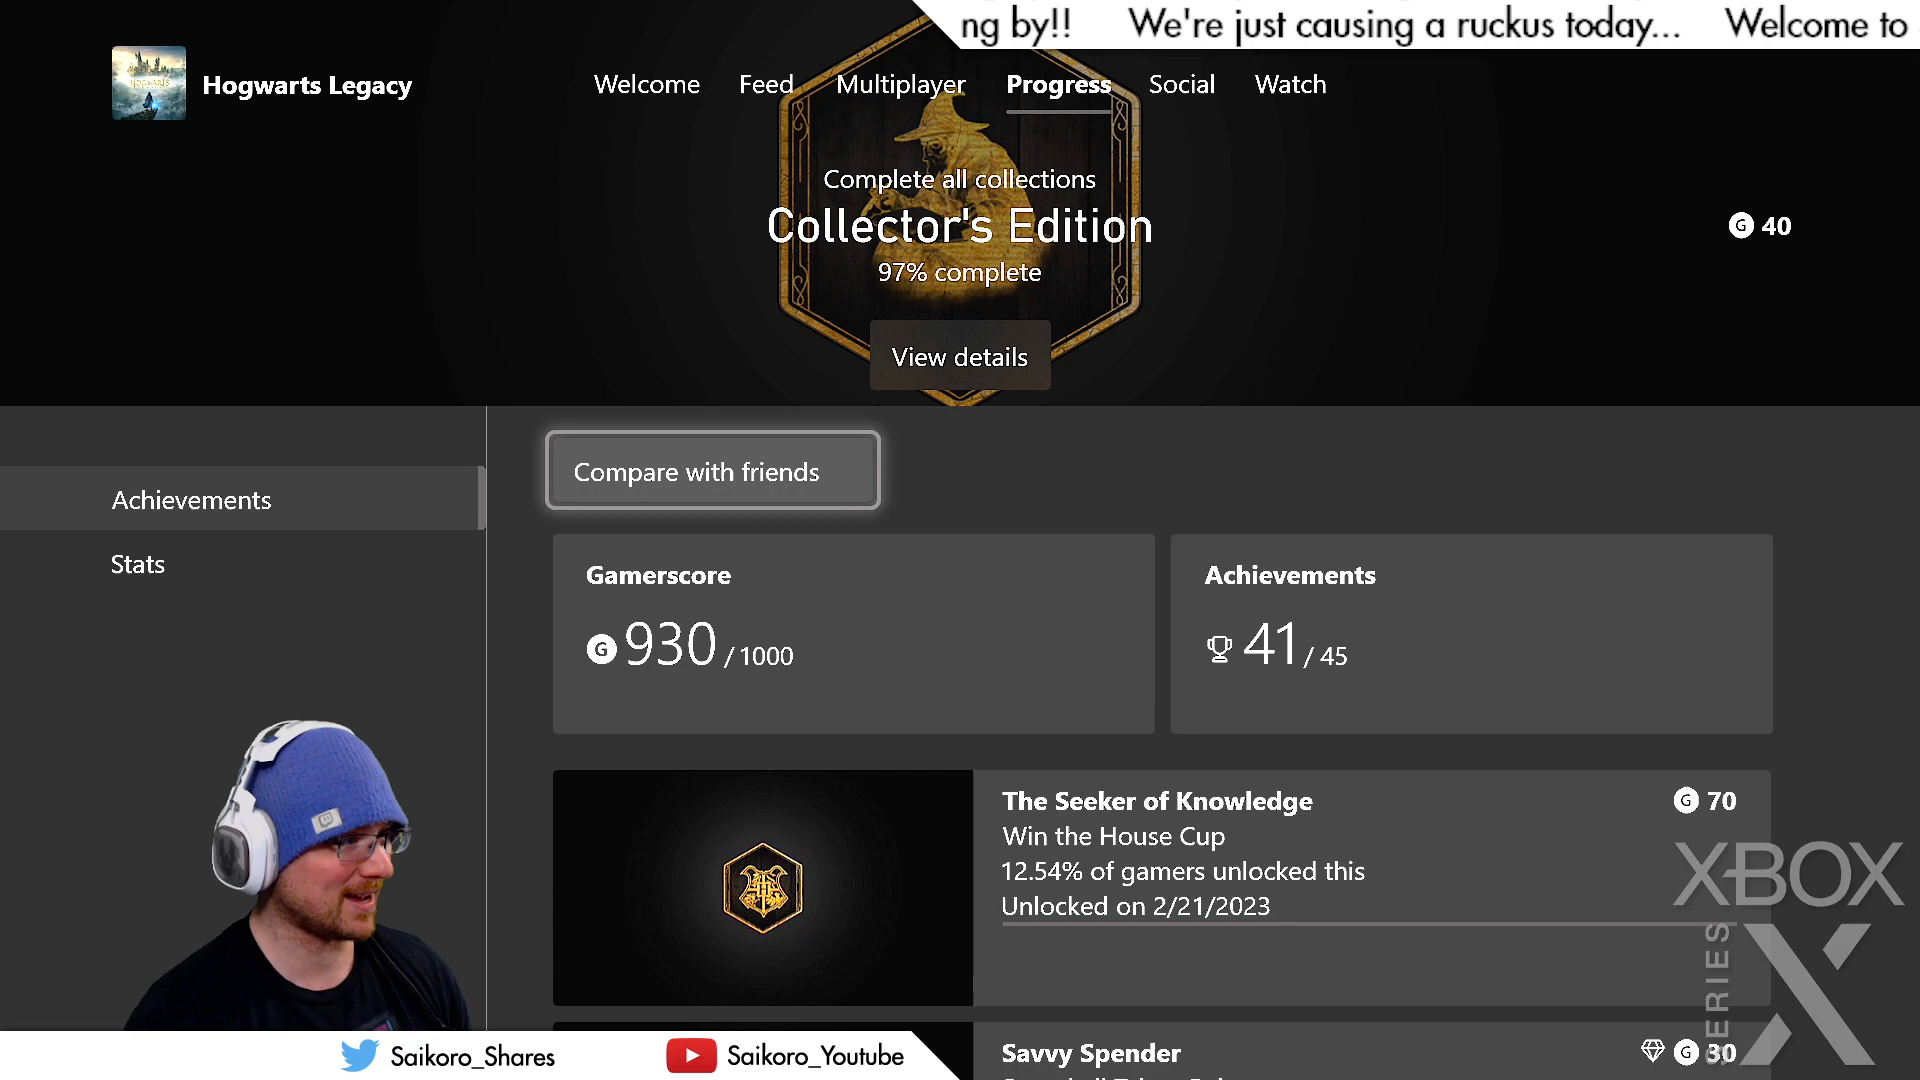 ng by!! We're just causing a ruckus today... Welcome to
Hogwarts Legacy
Welcome Feed Multiplayer Progress Social Watch
Complete all collections
Collector's Edition
97% complete
G 40
View details
Compare with friends
Achievements
Stats
Gamerscore
G 930 / 1000
Achievements
41 / 45
The Seeker of Knowledge
G 70
Win the House Cup
12.54% of gamers unlocked this
Unlocked on 2/21/2023
XBOX
SERIES X
Savvy Spender
G 30
Saikoro_Shares
Saikoro_Youtube